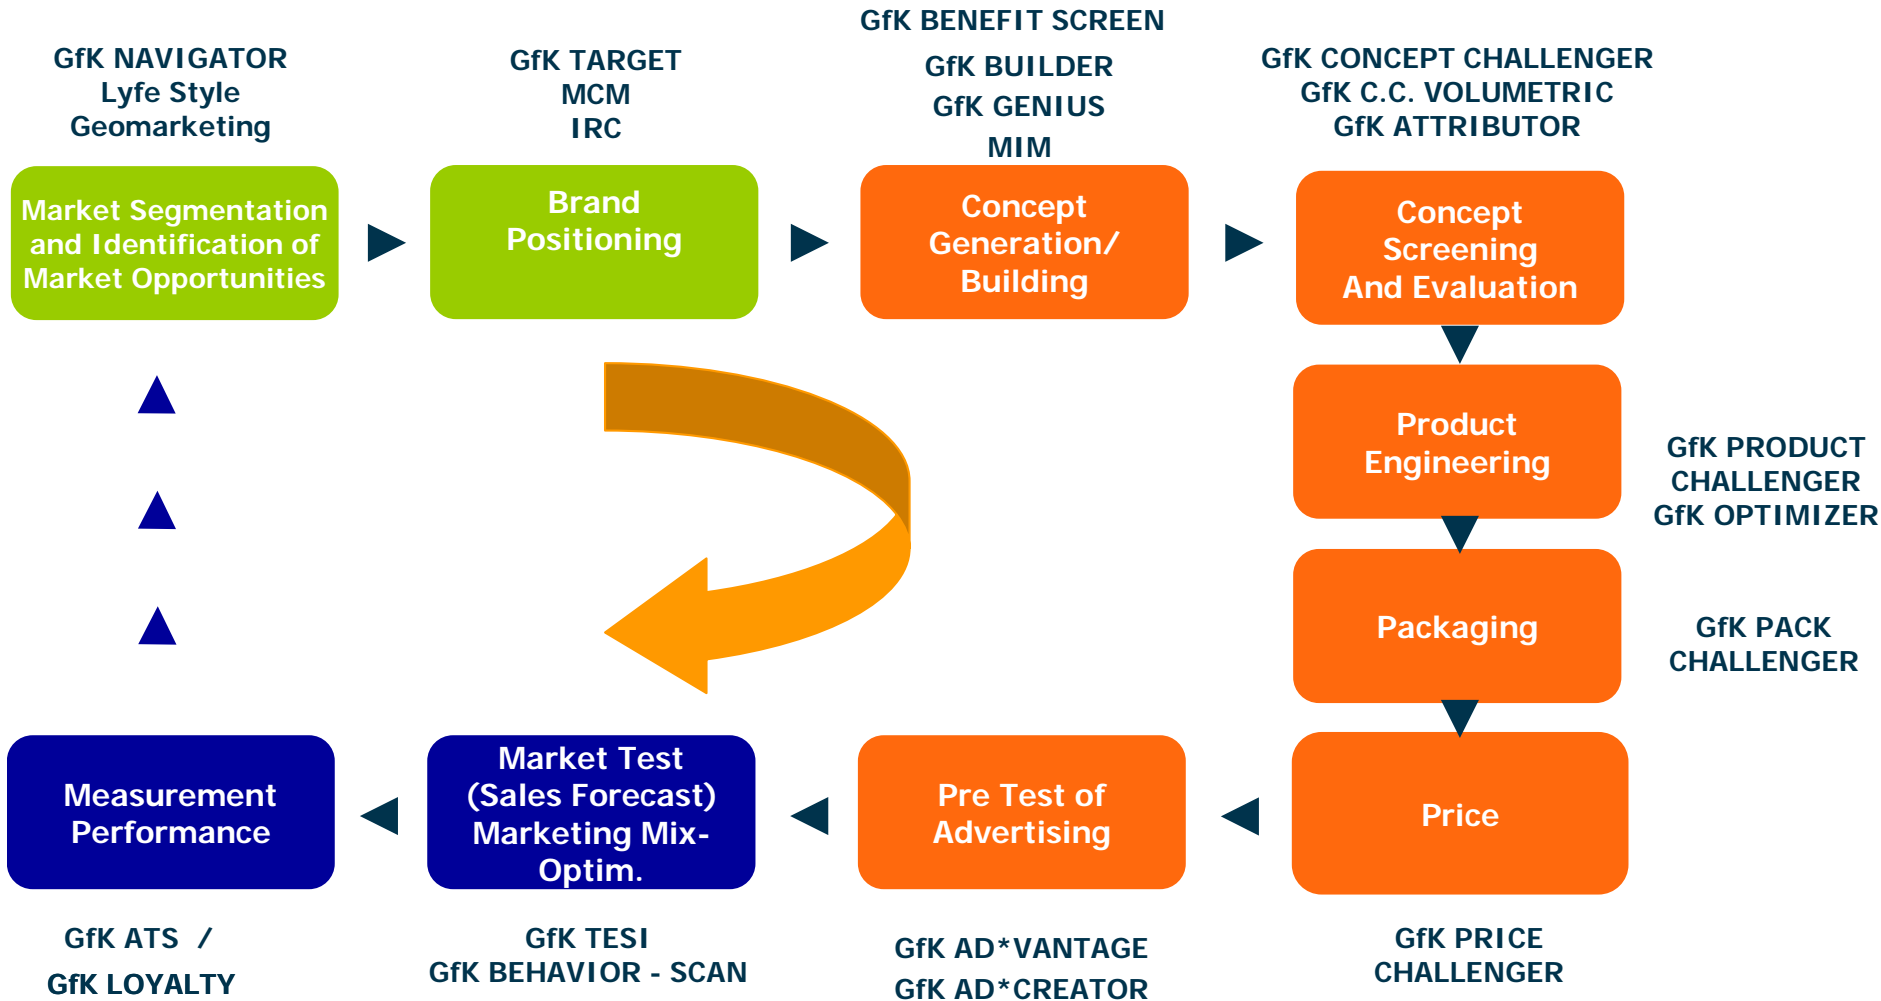 GfK NAVIGATOR
Lyfe Style
Geomarketing
GfK TARGET
MCM
IRC
GfK BENEFIT SCREEN
GfK BUILDER
GfK GENIUS
MIM
GfK CONCEPT CHALLENGER
GfK C.C. VOLUMETRIC
GfK ATTRIBUTOR
Market Segmentation
and Identification of
Market Opportunities
Brand
Positioning
Concept
Generation/
Building
Concept
Screening
And Evaluation
Product
Engineering
GfK PRODUCT
CHALLENGER
GfK OPTIMIZER
Packaging
GfK PACK
CHALLENGER
Measurement
Performance
Market Test
(Sales Forecast)
Marketing Mix-
Optim.
Pre Test of
Advertising
Price
GfK ATS /
GfK LOYALTY
GfK TESI
GfK BEHAVIOR - SCAN
GfK AD*VANTAGE
GfK AD*CREATOR
GfK PRICE
CHALLENGER